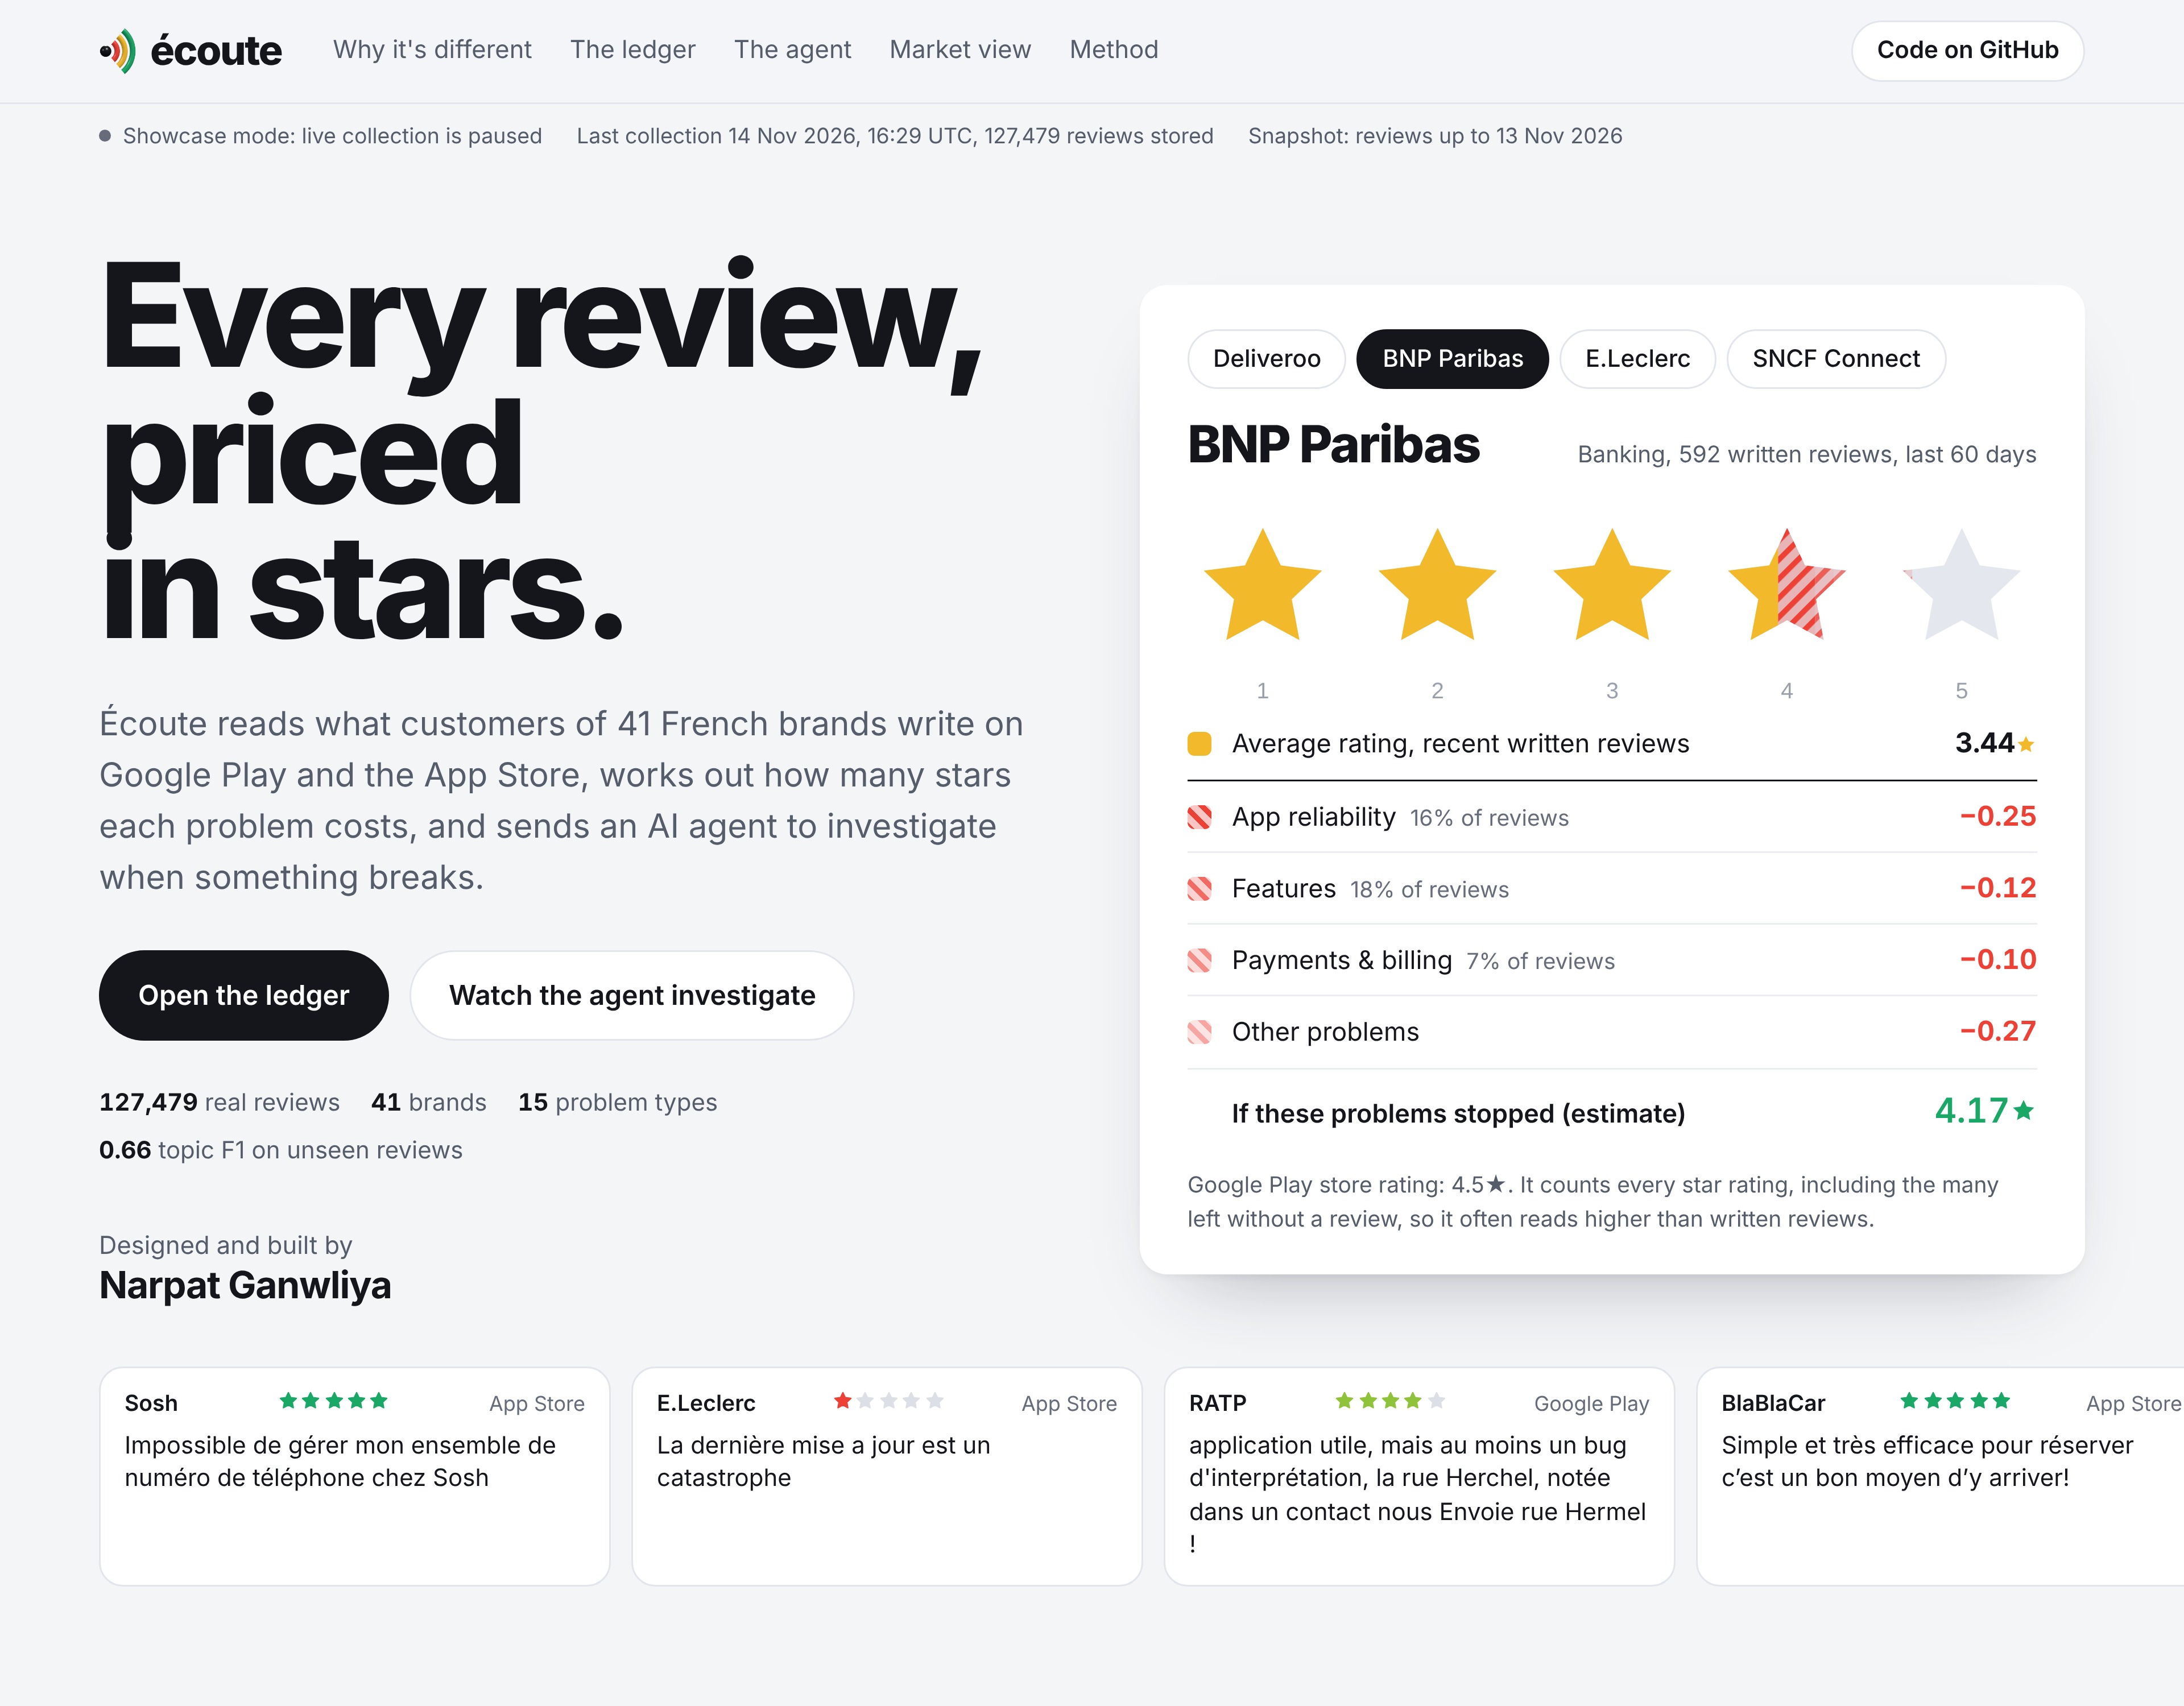 écoute
Why it's different
The ledger
The agent
Market view
Method
Code on GitHub
Showcase mode: live collection is paused
Last collection 14 Nov 2026, 16:29 UTC, 127,479 reviews stored
Snapshot: reviews up to 13 Nov 2026
Every review,
priced
in stars.
Écoute reads what customers of 41 French brands write on
Google Play and the App Store, works out how many stars
each problem costs, and sends an AI agent to investigate
when something breaks.
Open the ledger
Watch the agent investigate
127,479 real reviews 41 brands 15 problem types
0.66 topic F1 on unseen reviews
Designed and built by
Narpat Ganwliya
Deliveroo
BNP Paribas
E.Leclerc
SNCF Connect
BNP Paribas
Banking, 592 written reviews, last 60 days
1 2 3 4 5
Average rating, recent written reviews 3.44★
App reliability 16% of reviews −0.25
Features 18% of reviews −0.12
Payments & billing 7% of reviews −0.10
Other problems −0.27
If these problems stopped (estimate) 4.17★
Google Play store rating: 4.5★. It counts every star rating, including the many
left without a review, so it often reads higher than written reviews.
Sosh ★★★★★ App Store
Impossible de gérer mon ensemble de
numéro de téléphone chez Sosh
E.Leclerc ★★★★★ App Store
La dernière mise a jour est un
catastrophe
RATP ★★★★★ Google Play
application utile, mais au moins un bug
d'interprétation, la rue Herchel, notée
dans un contact nous Envoie rue Hermel
!
BlaBlaCar ★★★★★ App Store
Simple et très efficace pour réserver
c’est un bon moyen d’y arriver!